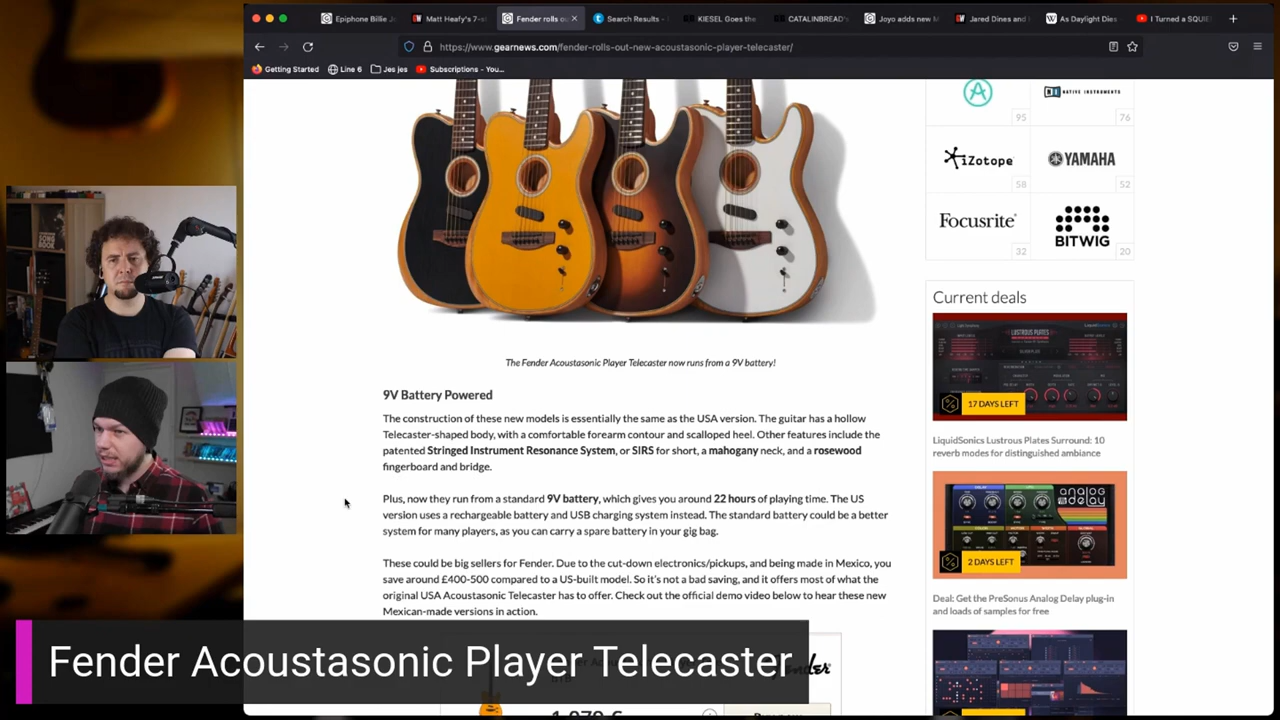 Epiphone Billie J
Matt Heafy's 7-s
Fender rolls o
Search Results -
KIESEL Goes the
CATALINBREAD's
Joyo adds new M
Jared Dines and
As Daylight Dies
I Turned a SQUIE
https://www.gearnews.com/fender-rolls-out-new-acoustasonic-player-telecaster/
Getting Started
Line 6
Jes jes
Subscriptions - You...
95
NATIVE INSTRUMENTS
76
iZotope
58
YAMAHA
52
Focusrite
32
BITWIG
20
The Fender Acoustasonic Player Telecaster now runs from a 9V battery!
9V Battery Powered
The construction of these new models is essentially the same as the USA version. The guitar has a hollow
Telecaster-shaped body, with a comfortable forearm contour and scalloped heel. Other features include the
patented Stringed Instrument Resonance System, or SIRS for short, a mahogany neck, and a rosewood
fingerboard and bridge.
Plus, now they run from a standard 9V battery, which gives you around 22 hours of playing time. The US
version uses a rechargeable battery and USB charging system instead. The standard battery could be a better
system for many players, as you can carry a spare battery in your gig bag.
These could be big sellers for Fender. Due to the cut-down electronics/pickups, and being made in Mexico, you
save around £400-500 compared to a US-built model. So it's not a bad saving, and it offers most of what the
original USA Acoustasonic Telecaster has to offer. Check out the official demo video below to hear these new
Mexican-made versions in action.
Current deals
LUSTROUS PLATES
17 DAYS LEFT
LiquidSonics Lustrous Plates Surround: 10
reverb modes for distinguished ambiance
analog
delay
2 DAYS LEFT
Deal: Get the PreSonus Analog Delay plug-in
and loads of samples for free
Fender Acoustasonic Player Telecaster